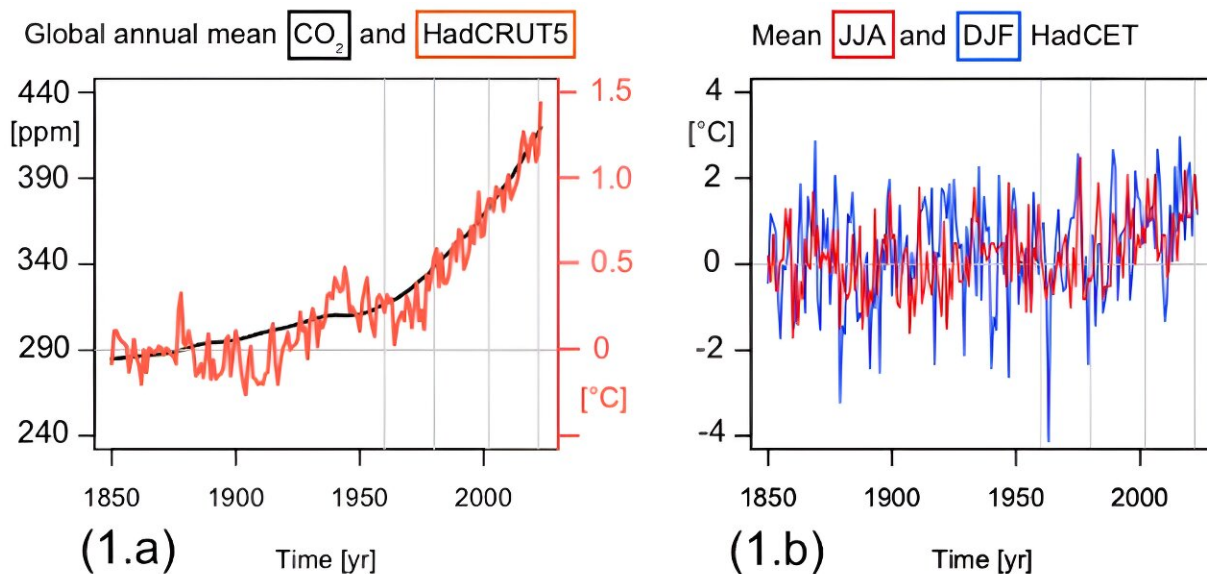 Global annual mean CO₂ and HadCRUT5
440
[ppm]
390
340
290
240
1.5
1.0
0.5
0
[°C]
1850 1900 1950 2000
(1.a) Time [yr]
Mean JJA and DJF HadCET
4
[°C]
2
0
-2
-4
1850 1900 1950 2000
(1.b) Time [yr]